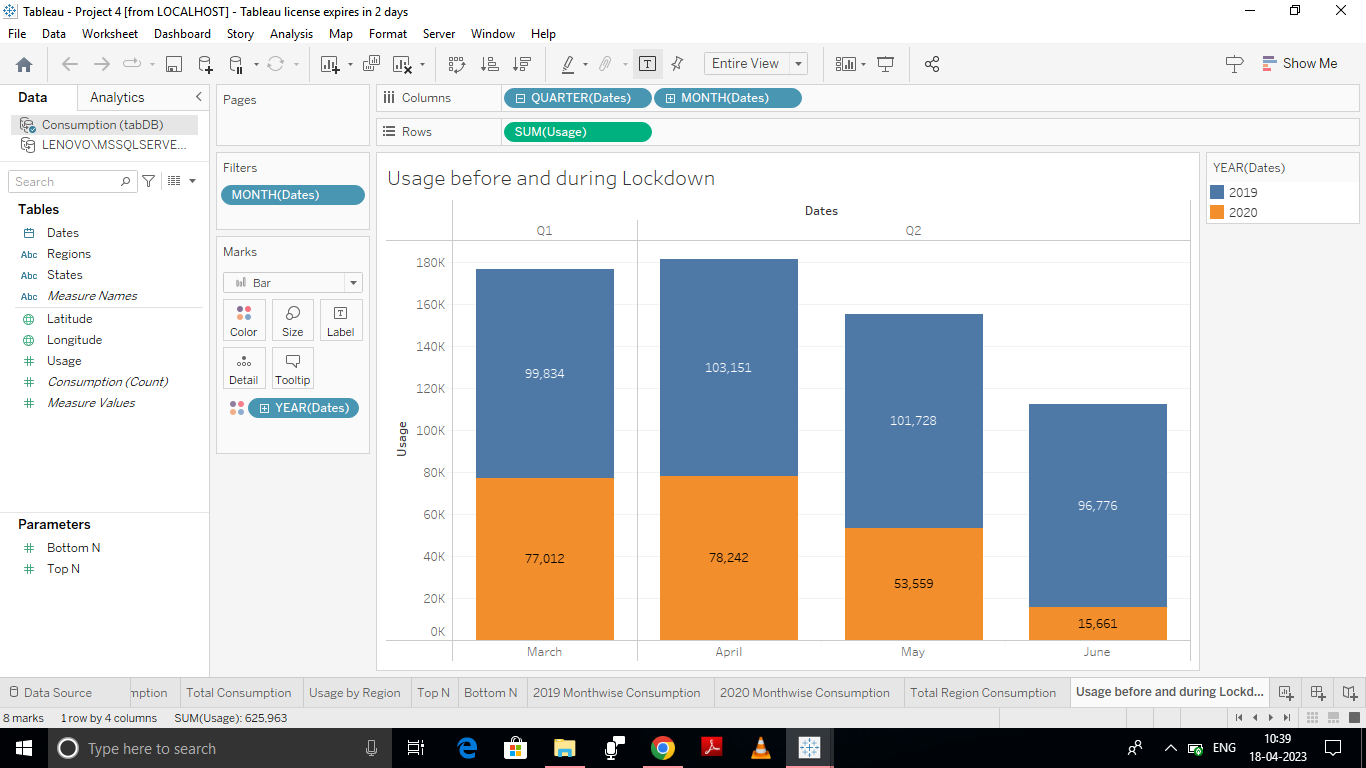 Tableau - Project 4 [from LOCALHOST] - Tableau license expires in 2 days
File Data Worksheet Dashboard Story Analysis Map Format Server Window Help
Entire View
Show Me
Data Analytics
Consumption (tabDB)
LENOVO\MSSQLSERVE...
Search
Tables
Dates
Abc Regions
Abc States
Abc Measure Names
Latitude
Longitude
Usage
Consumption (Count)
Measure Values
Parameters
Bottom N
Top N
Pages
Filters
MONTH(Dates)
Marks
Bar
Color Size Label
Detail Tooltip
YEAR(Dates)
Columns QUARTER(Dates) MONTH(Dates)
Rows SUM(Usage)
Usage before and during Lockdown
Dates
Q1 Q2
Usage
180K
160K
140K
120K
100K
80K
60K
40K
20K
0K
99,834 103,151 101,728 96,776
77,012 78,242 53,559 15,661
March April May June
YEAR(Dates)
2019
2020
Data Source mption Total Consumption Usage by Region Top N Bottom N 2019 Monthwise Consumption 2020 Monthwise Consumption Total Region Consumption Usage before and during Lockd...
8 marks 1 row by 4 columns SUM(Usage): 625,963
Type here to search
ENG
10:39
18-04-2023